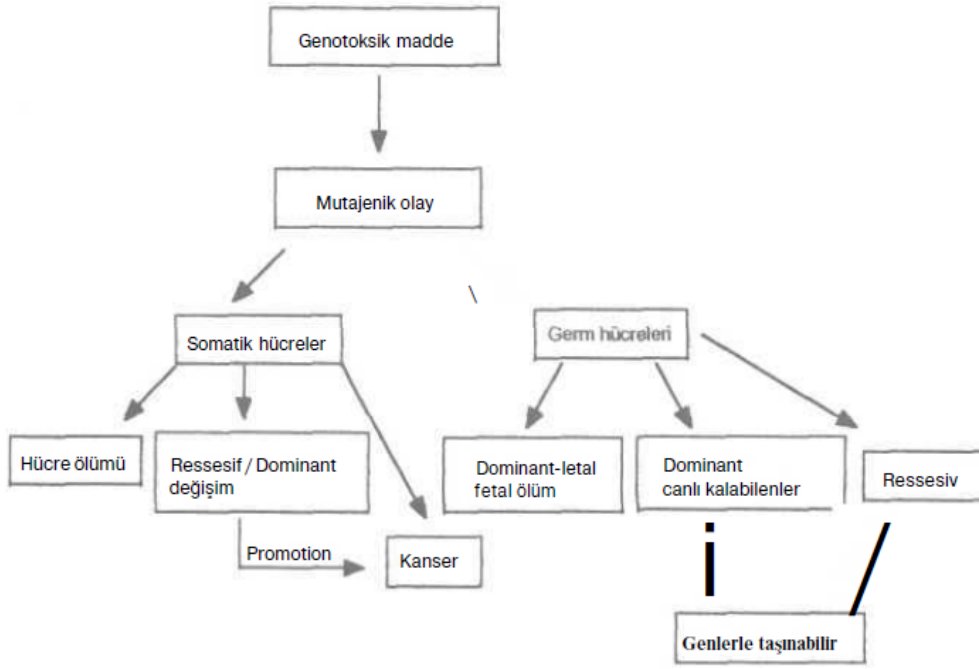 Genotoksik madde
Mutajenik olay
\
Somatik hücreler
Germ hücreleri
Hücre ölümü
Ressesif / Dominant
değişim
Dominant-letal
fetal ölüm
Dominant
canlı kalabilenler
Ressesiv
Promotion
Kanser
i
/
Genlerle taşınabilir